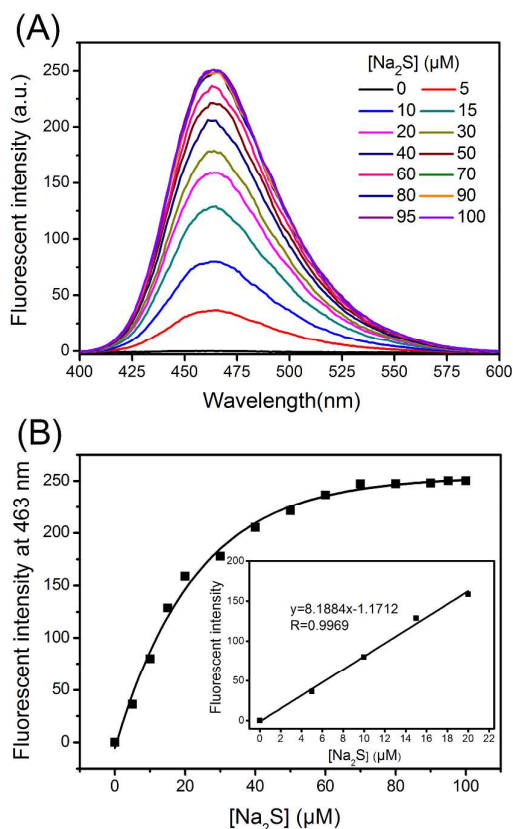 (A)
[Na₂S] (µM)
0 5
10 15
20 30
40 50
60 70
80 90
95 100
Fluorescent intensity (a.u.)
250
200
150
100
50
0
400 425 450 475 500 525 550 575 600
Wavelength(nm)
(B)
Fluorescent intensity at 463 nm
250
200
150
100
50
0
0 20 40 60 80 100
[Na₂S] (µM)
Fluorescent intensity
200
150
100
50
0
y=8.1884x-1.1712
R=0.9969
0 2 4 6 8 10 12 14 16 18 20 22
[Na₂S] (µM)